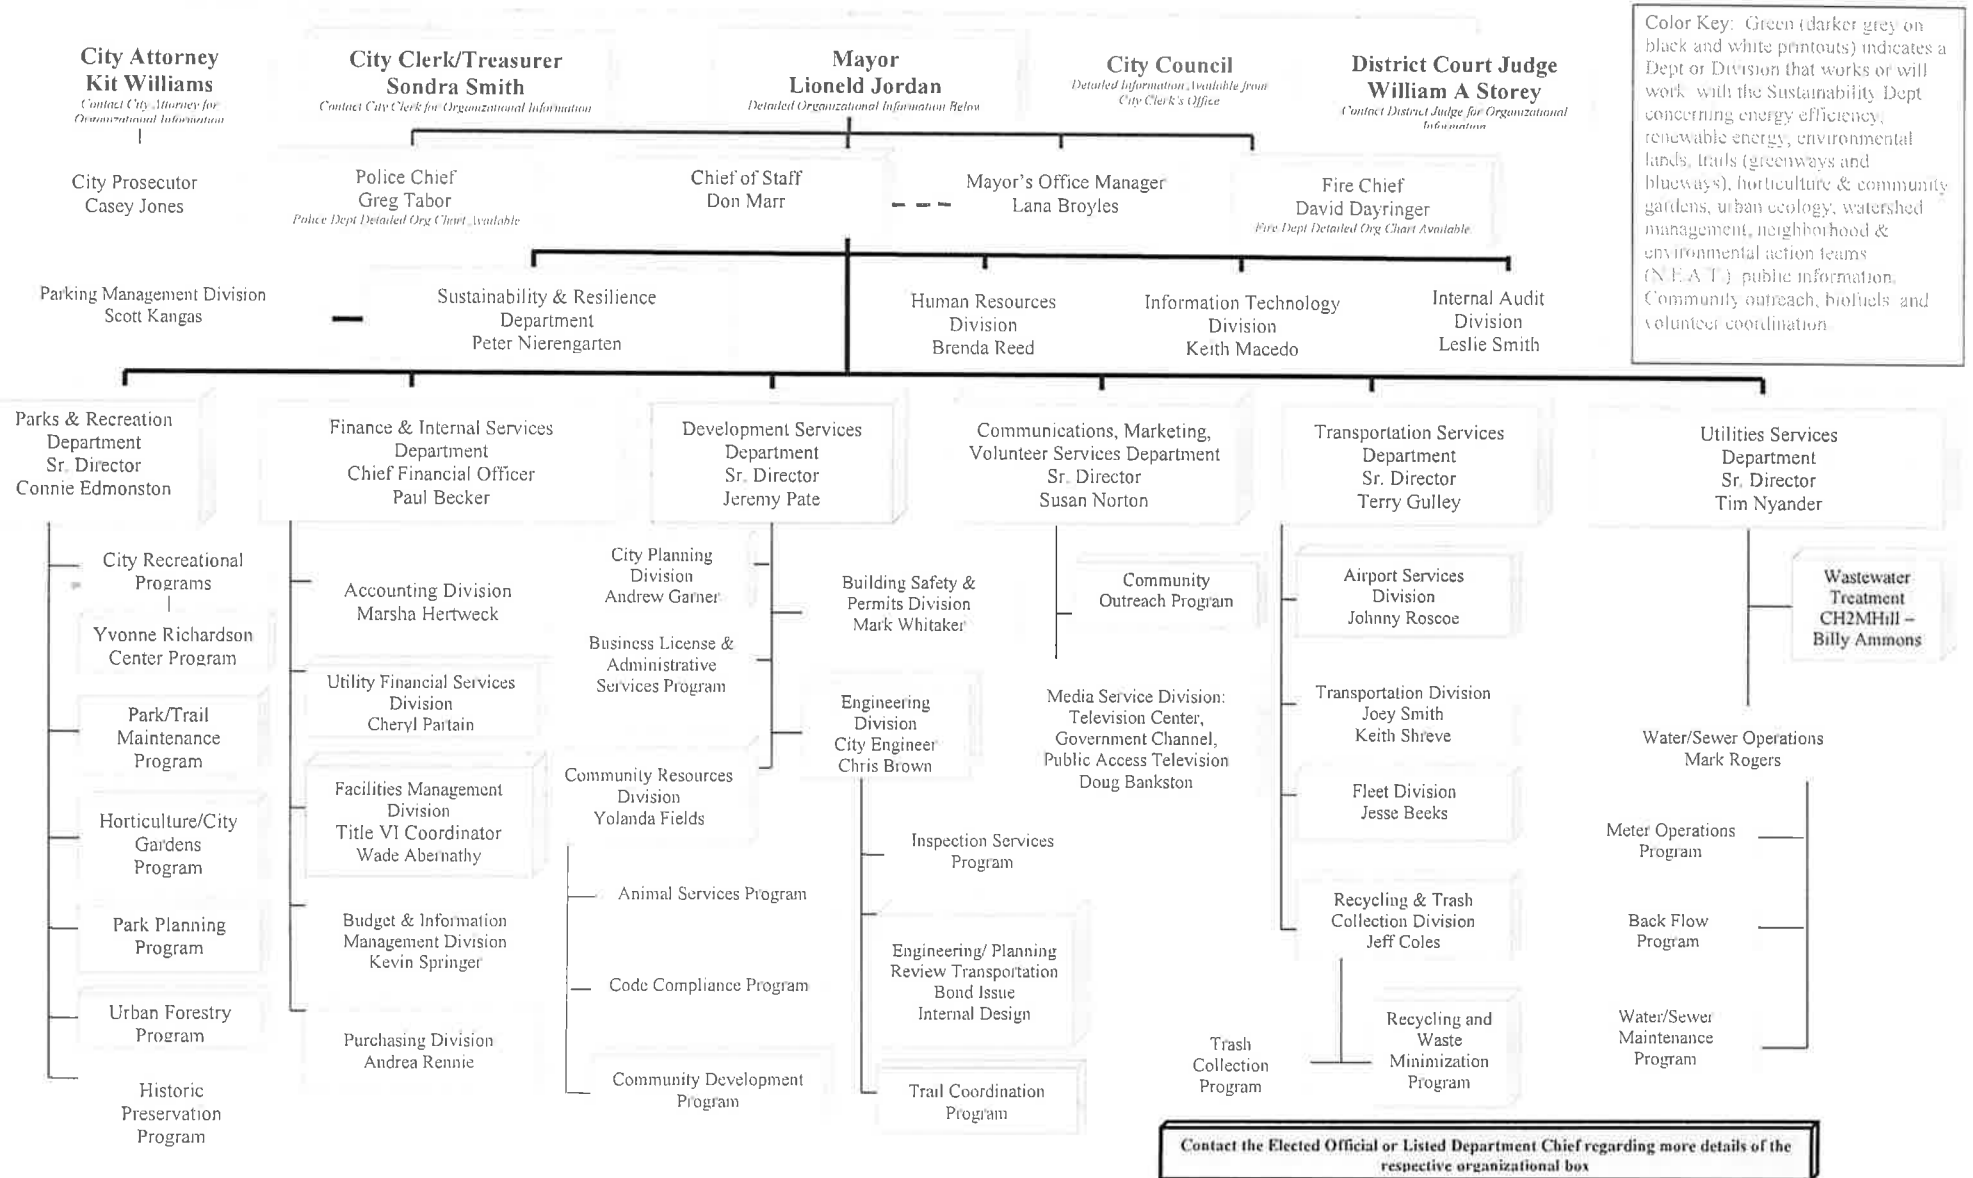 City Attorney
Kit Williams
Contact City Attorney for
Organizational Information
City Clerk/Treasurer
Sondra Smith
Contact City Clerk for Organizational Information
Mayor
Lioneld Jordan
Detailed Organizational Information Below
City Council
Detailed Information Available from
City Clerk's Office
District Court Judge
William A Storey
Contact District Judge for Organizational
Information
Color Key: Green (darker grey on
black and white printouts) indicates a
Dept or Division that works or will
work with the Sustainability Dept
concerning energy efficiency,
renewable energy, environmental
lands, trails (greenways and
blueways), horticulture & community
gardens, urban ecology, watershed
management, neighborhood &
environmental action teams
(N.E.A.T.) public information,
Community outreach, biofuels and
volunteer coordination
City Prosecutor
Casey Jones
Police Chief
Greg Tabor
Police Dept Detailed Org Chart Available
Chief of Staff
Don Marr
Mayor's Office Manager
Lana Broyles
Fire Chief
David Dayringer
Fire Dept Detailed Org Chart Available
Parking Management Division
Scott Kangas
Sustainability & Resilience
Department
Peter Nierengarten
Human Resources
Division
Brenda Reed
Information Technology
Division
Keith Macedo
Internal Audit
Division
Leslie Smith
Parks & Recreation
Department
Sr. Director
Connie Edmonston
Finance & Internal Services
Department
Chief Financial Officer
Paul Becker
Development Services
Department
Sr. Director
Jeremy Pate
Communications, Marketing,
Volunteer Services Department
Sr. Director
Susan Norton
Transportation Services
Department
Sr. Director
Terry Gulley
Utilities Services
Department
Sr. Director
Tim Nyander
City Recreational
Programs
Yvonne Richardson
Center Program
Park/Trail
Maintenance
Program
Horticulture/City
Gardens
Program
Park Planning
Program
Urban Forestry
Program
Historic
Preservation
Program
Accounting Division
Marsha Hertweck
Utility Financial Services
Division
Cheryl Partain
Facilities Management
Division
Title VI Coordinator
Wade Abernathy
Budget & Information
Management Division
Kevin Springer
Purchasing Division
Andrea Rennie
City Planning
Division
Andrew Garner
Business License &
Administrative
Services Program
Community Resources
Division
Yolanda Fields
Animal Services Program
Code Compliance Program
Community Development
Program
Building Safety &
Permits Division
Mark Whitaker
Engineering
Division
City Engineer
Chris Brown
Inspection Services
Program
Engineering/ Planning
Review Transportation
Bond Issue
Internal Design
Trail Coordination
Program
Community
Outreach Program
Media Service Division:
Television Center,
Government Channel,
Public Access Television
Doug Bankston
Airport Services
Division
Johnny Roscoe
Transportation Division
Joey Smith
Keith Shreve
Fleet Division
Jesse Beeks
Recycling & Trash
Collection Division
Jeff Coles
Trash
Collection
Program
Recycling and
Waste
Minimization
Program
Wastewater
Treatment
CH2MHill –
Billy Ammons
Water/Sewer Operations
Mark Rogers
Meter Operations
Program
Back Flow
Program
Water/Sewer
Maintenance
Program
Contact the Elected Official or Listed Department Chief regarding more details of the
respective organizational box